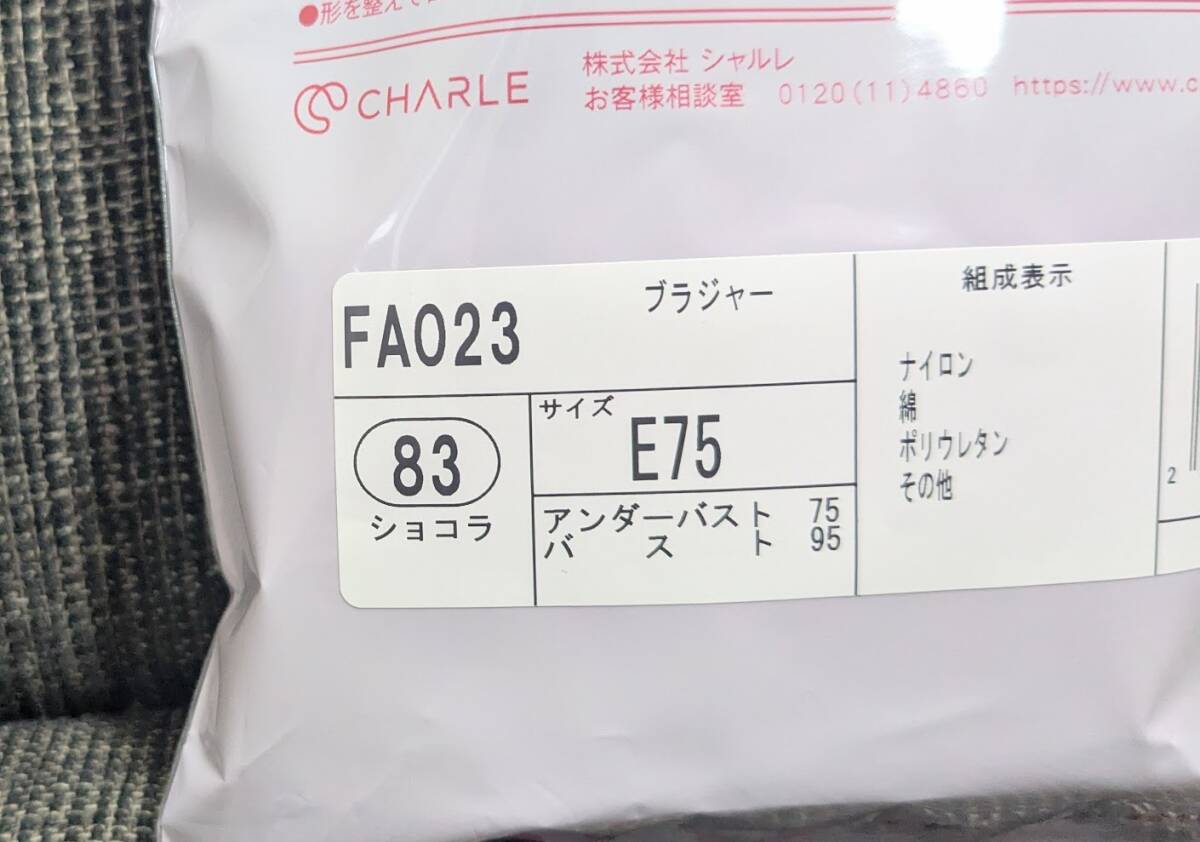 ●形を整えて
CHARLE
株式会社 シャルレ
お客様相談室 0120(11)4860 https://www.c
FA023 ブラジャー
83
ショコラ
サイズ
E75
アンダーバスト 75
バスト 95
組成表示
ナイロン
綿
ポリウレタン
その他
2